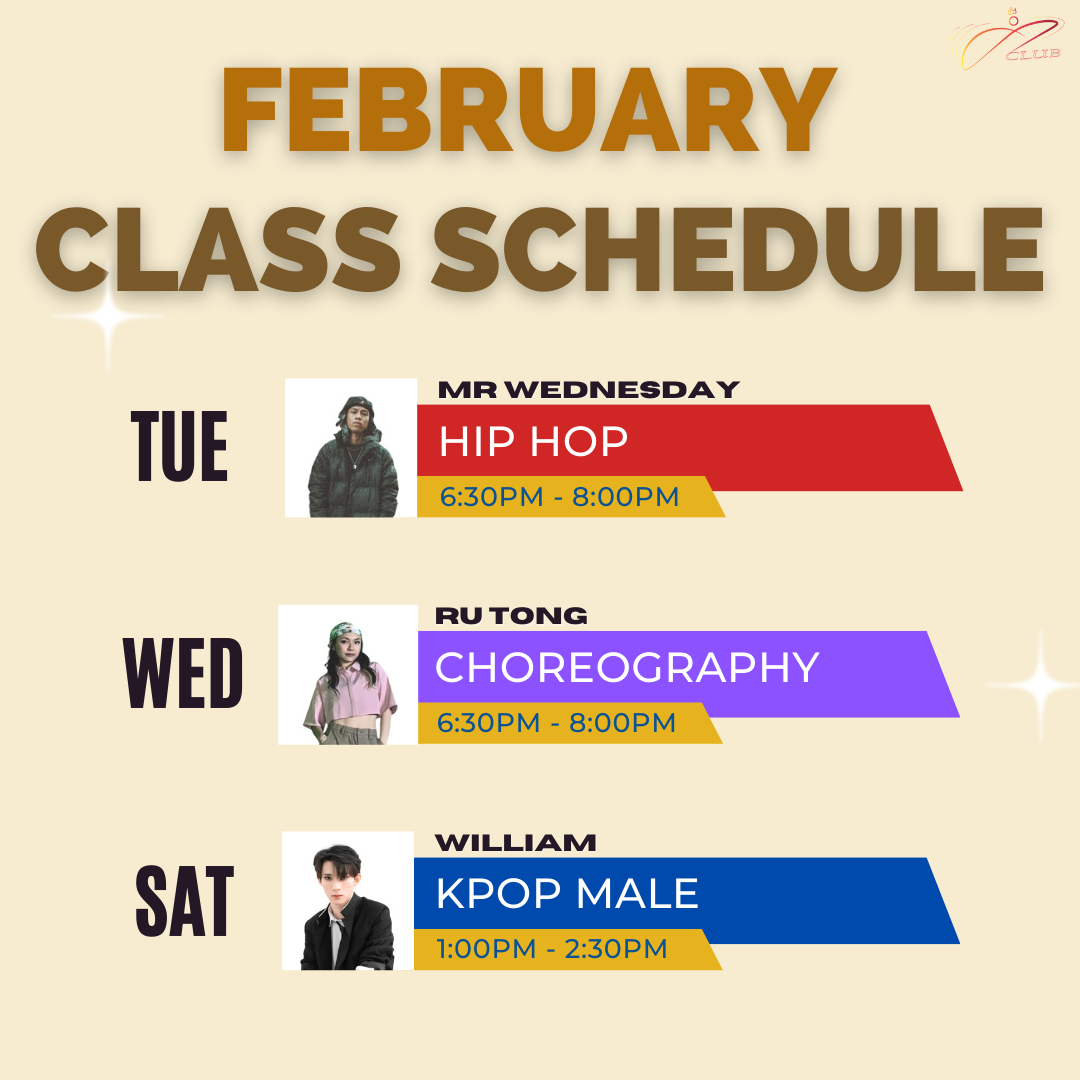 CLUB
FEBRUARY
CLASS SCHEDULE
TUE
MR WEDNESDAY
HIP HOP
6:30PM - 8:00PM
WED
RU TONG
CHOREOGRAPHY
6:30PM - 8:00PM
SAT
WILLIAM
KPOP MALE
1:00PM - 2:30PM